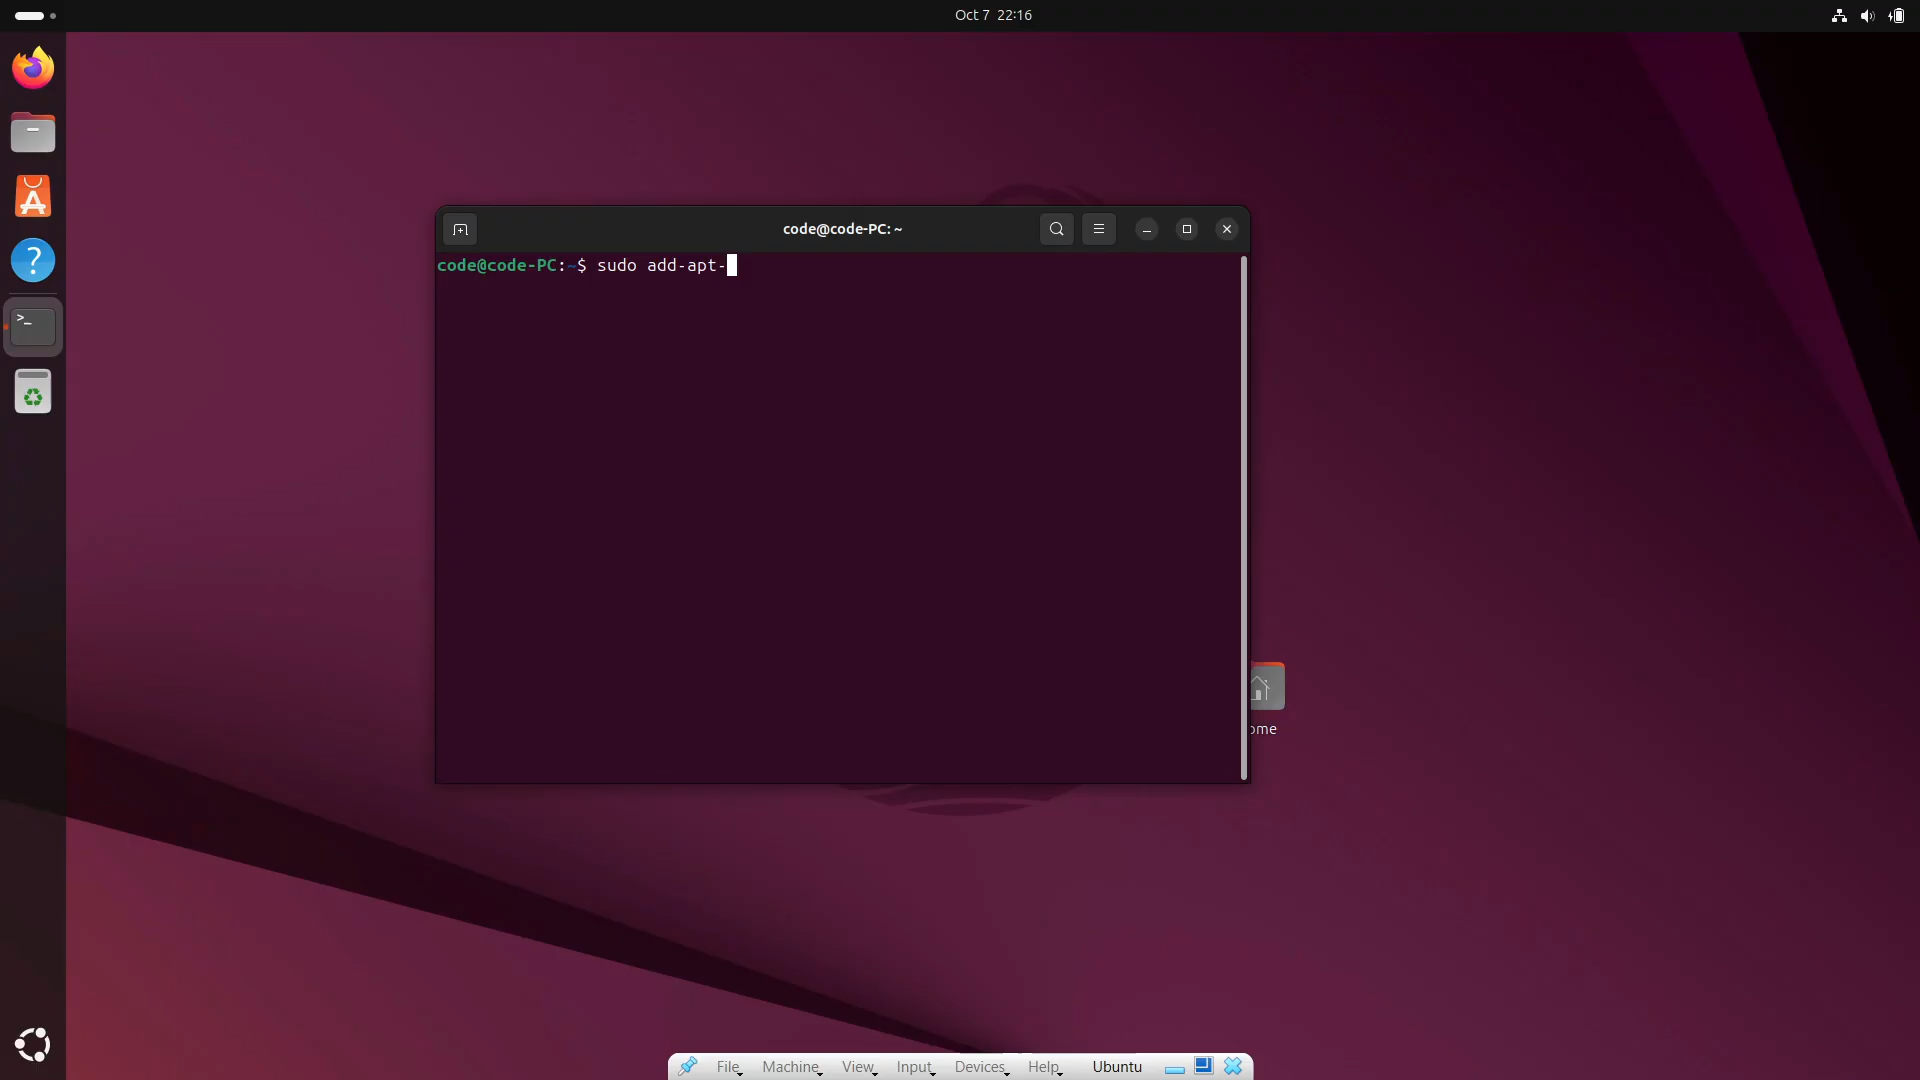 Oct 7 22:16
code@code-PC: ~
code@code-PC:~$ sudo add-apt-
ome
File Machine View Input Devices Help Ubuntu